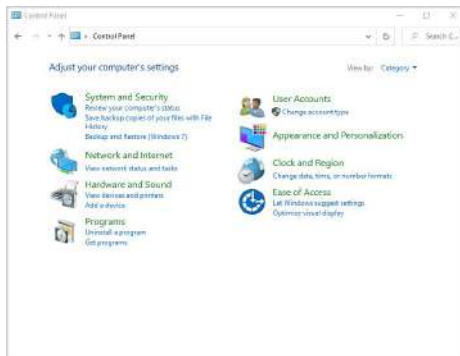 Control Panel
Control Panel
Search C...
Adjust your computer's settings
View by: Category
System and Security
Review your computer's status
Save backup copies of your files with File
History
Backup and Restore (Windows 7)
Network and Internet
View network status and tasks
Hardware and Sound
View devices and printers
Add a device
Programs
Uninstall a program
Get programs
User Accounts
Change account type
Appearance and Personalization
Clock and Region
Change date, time, or number formats
Ease of Access
Let Windows suggest settings
Optimize visual display